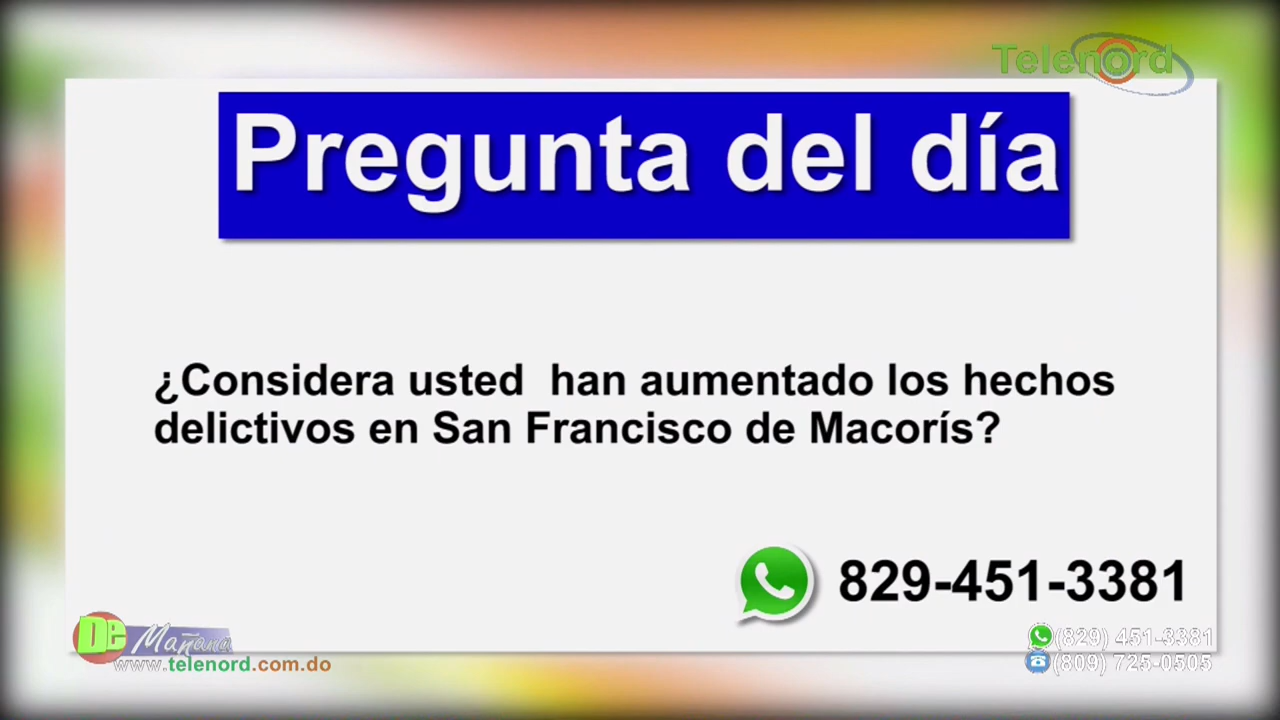 Telenord
Pregunta del día
¿Considera usted  han aumentado los hechos
delictivos en San Francisco de Macorís?
829-451-3381
De Mañana
www.telenord.com.do
(829) 451-3381
(809) 725-0505